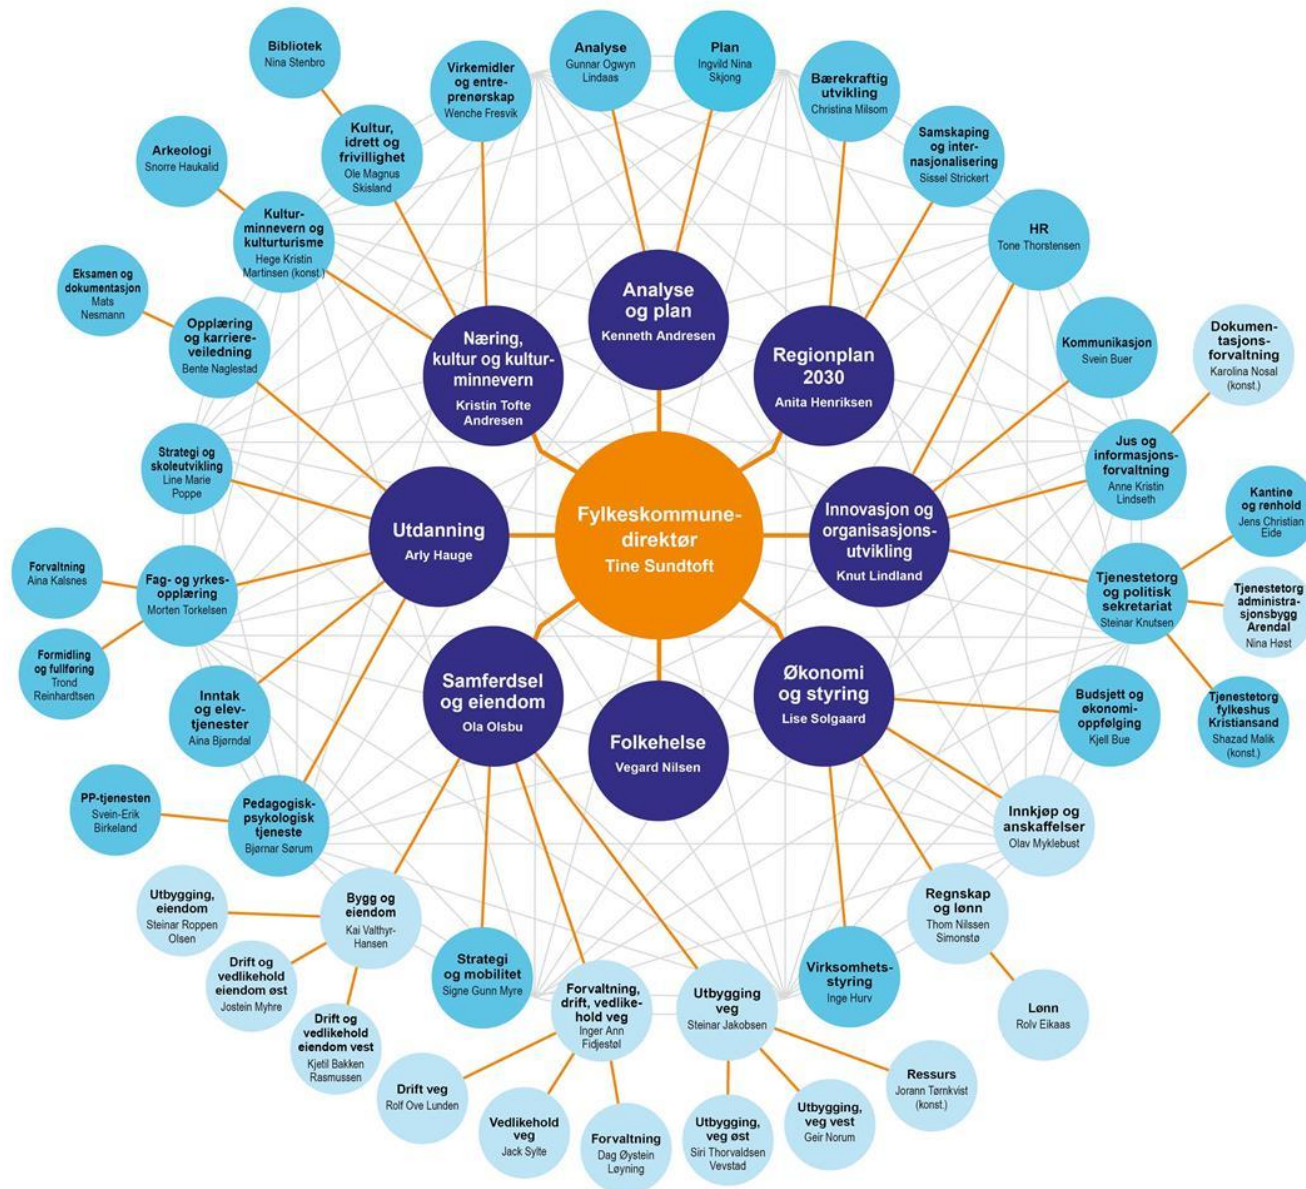 Bibliotek
Nina Stenbro
Virkemidler
og entre-
prenørskap
Wenche Fresvik
Analyse
Gunnar Ogwyn
Lindaas
Plan
Ingvild Nina
Skjong
Bærekraftig
utvikling
Christina Milsom
Kultur,
idrett og
frivillighet
Ole Magnus
Skisland
Samskaping
og inter-
nasjonalisering
Sissel Strickert
Arkeologi
Snorre Haukalid
Kultur-
minnevern og
kulturturisme
Hege Kristin
Martinsen (konst.)
HR
Tone Thorstensen
Eksamen og
dokumentasjon
Mats
Nesmann
Opplæring
og karriere-
veiledning
Bente Naglestad
Næring,
kultur og kultur-
minnevern
Kristin Tofte
Andresen
Analyse
og plan
Kenneth Andresen
Regionplan
2030
Anita Henriksen
Kommunikasjon
Svein Buer
Dokumen-
tasjons-
forvaltning
Karolina Nosal
(konst.)
Strategi og
skoleutvikling
Line Marie
Poppe
Utdanning
Arly Hauge
Fylkeskommune-
direktør
Tine Sundtoft
Innovasjon og
organisasjons-
utvikling
Knut Lindland
Jus og
informasjons-
forvaltning
Anne Kristin
Lindseth
Kantine
og renhold
Jens Christian
Eide
Forvaltning
Aina Kalsnes
Fag- og yrkes-
opplæring
Morten Torkelsen
Tjenestetorg
og politisk
sekretariat
Steinar Knutsen
Tjenestetorg
administra-
sjonsbygg
Arendal
Nina Høst
Formidling
og fullføring
Trond
Reinhardtsen
Inntak
og elev-
tjenester
Aina Bjørndal
Samferdsel
og eiendom
Ola Olsbu
Folkehelse
Vegard Nilsen
Økonomi
og styring
Lise Solgaard
Budsjett og
økonomi-
oppfølging
Kjell Bue
Tjenestetorg
fylkeshus
Kristiansand
Shazad Malik
(konst.)
PP-tjenesten
Svein-Erik
Birkeland
Pedagogisk-
psykologisk
tjeneste
Bjørnar Sørum
Innkjøp og
anskaffelser
Olav Myklebust
Utbygging,
eiendom
Steinar Roppen
Olsen
Bygg og
eiendom
Kai Valthyr-
Hansen
Regnskap
og lønn
Thom Nilssen
Simonstø
Drift og
vedlikehold
eiendom øst
Jostein Myhre
Strategi
og mobilitet
Signe Gunn Myre
Forvaltning,
drift, vedlike-
hold veg
Inger Ann
Fidjestøl
Utbygging
veg
Steinar Jakobsen
Virksomhets-
styring
Inge Hurv
Lønn
Rolv Eikaas
Drift og
vedlikehold
eiendom vest
Kjetil Bakken
Rasmussen
Drift veg
Rolf Ove Lunden
Vedlikehold
veg
Jack Sylte
Forvaltning
Dag Øystein
Løyning
Utbygging,
veg øst
Siri Thorvaldsen
Vevstad
Utbygging,
veg vest
Geir Norum
Ressurs
Jorann Tørnkvist
(konst.)